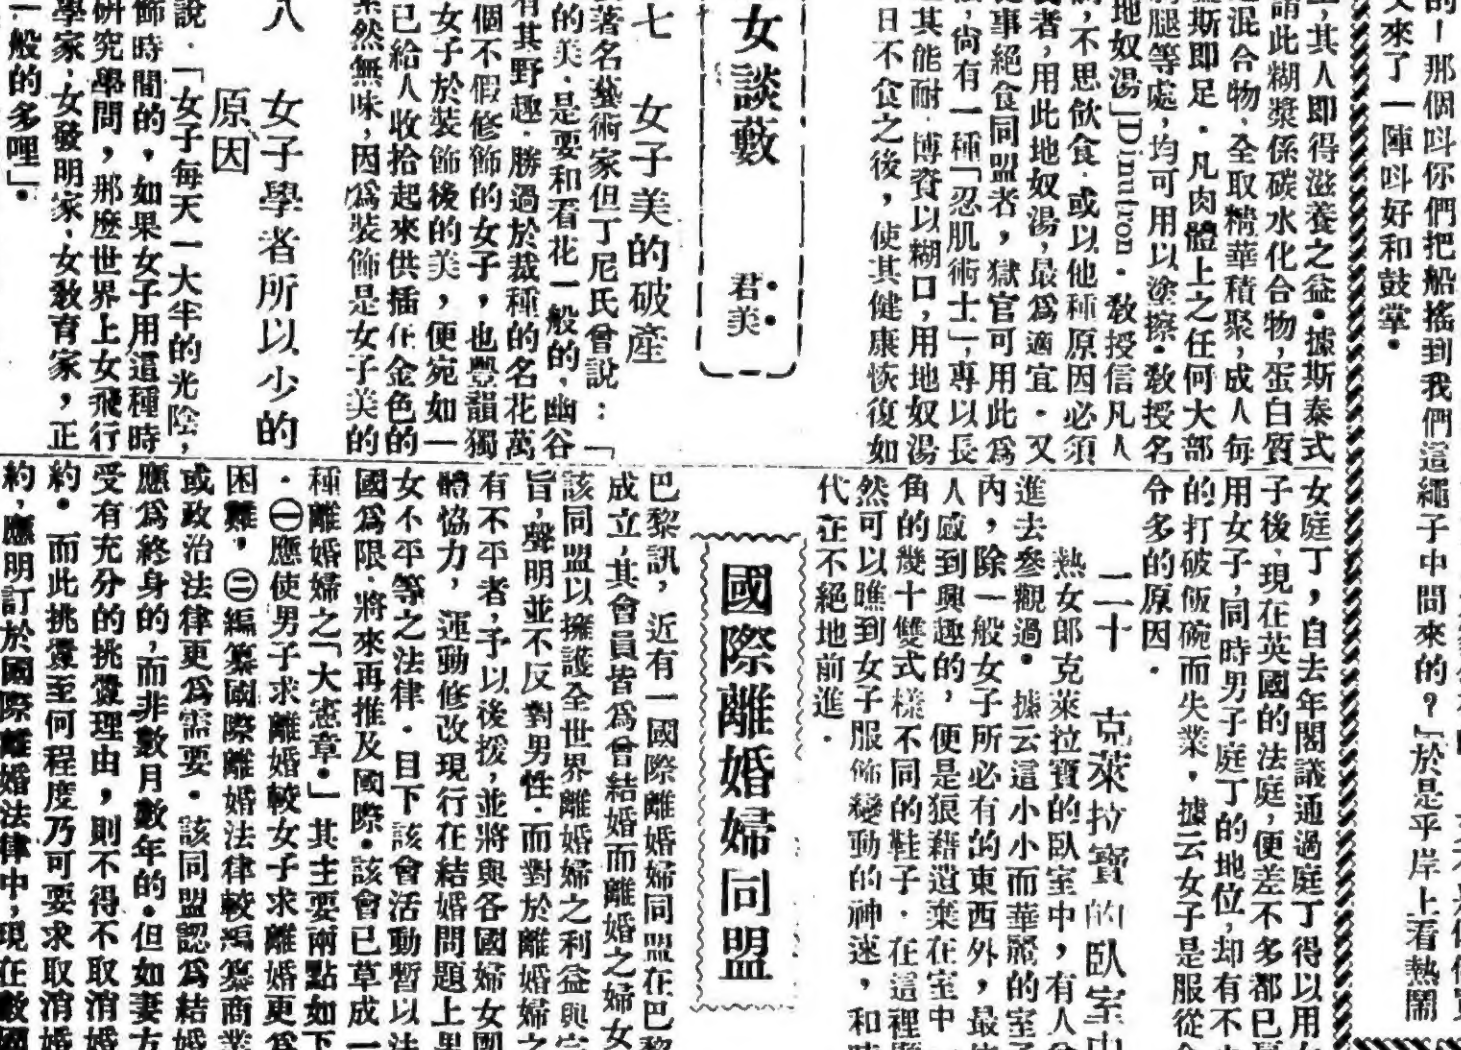 的！那個呌你們把船搖到我們這繩子中間來的？」於是平岸上看熱鬧
來了一陣呌好和鼓掌．
其人即得滋養之益．據斯泰式
請此糊漿係碳水化合物，蛋白質
混合物，全取精華積聚，成人每
斯即足．凡肉體上之任何大部
腿等處，均可用以塗擦．敎授名
地奴湯」Dinutron．敎授信凡人
，不思飲食．或以他種原因必須
者，用此地奴湯，最爲適宜．又
事絕食同盟者，獄官可用此爲
，尙有一種「忍肌術士」，專以長
其能耐．博資以糊口，用地奴湯
日不食之後，使其健康恢復如
女談藪
君美
七　女子美的破產
著名藝術家但丁尼氏曾說：「
的美．是要和看花一般的，幽谷
有其野趣．勝過於裁種的名花萬
個不假修飾的女子，也豐韻獨
女子於裝飾後的美，便宛如一
已給人收拾起來供插在金色的
然無味，因爲裝飾是女子美的
八　女子學者所以少的
原因
說．「女子每天一大半的光陰，
飾時間的，如果女子用這種時
研究學問，那麽世界上女飛行
學家，女發明家，女敎育家，正
一般的多哩」．
女庭丁，自去年閣議通過庭丁得以用
子後，現在英國的法庭，便差不多都已
用女子，同時男子庭丁的地位，却有不
的打破飯碗而失業，據云女子是服從
令多的原因．
二十　克萊拉寶的臥室中
熱女郎克萊拉寶的臥室中，有人
進去參觀過．據云這小小而華麗的室
內，除一般女子所必有的東西外，最
人感到興趣的，便是狼藉遺棄在室中
角的幾十雙式樣不同的鞋子．在這裡
然可以瞧到女子服飾變動的神速，和
代在不絕地前進．
國際離婚婦同盟
巴黎訊，近有一國際離婚婦同盟在巴黎
成立，其會員皆爲曾結婚而離婚之婦女
該同盟以擁護全世界離婚婦之利益與
旨，聲明並不反對男性．而對於離婚婦之
有不平者，予以後援，並將與各國婦女團
體協力，運動修改現行在結婚問題上男
女不平等之法律．目下該會活動暫以法
國爲限．將來再推及國際．該會已草成一
種離婚婦之「大憲章．」其主要兩點如下
．㊀應使男子求離婚較女子求離婚更爲
困難，㊁編纂國際離婚法律較編纂商業
或政治法律更爲需要．該同盟認爲結婚
應爲終身的，而非數月數年的．但如妻方
受有充分的挑釁理由，則不得不取消婚
約．而此挑釁至何程度乃可要求取消婚
約，應明訂於國際離婚法律中，現在數國